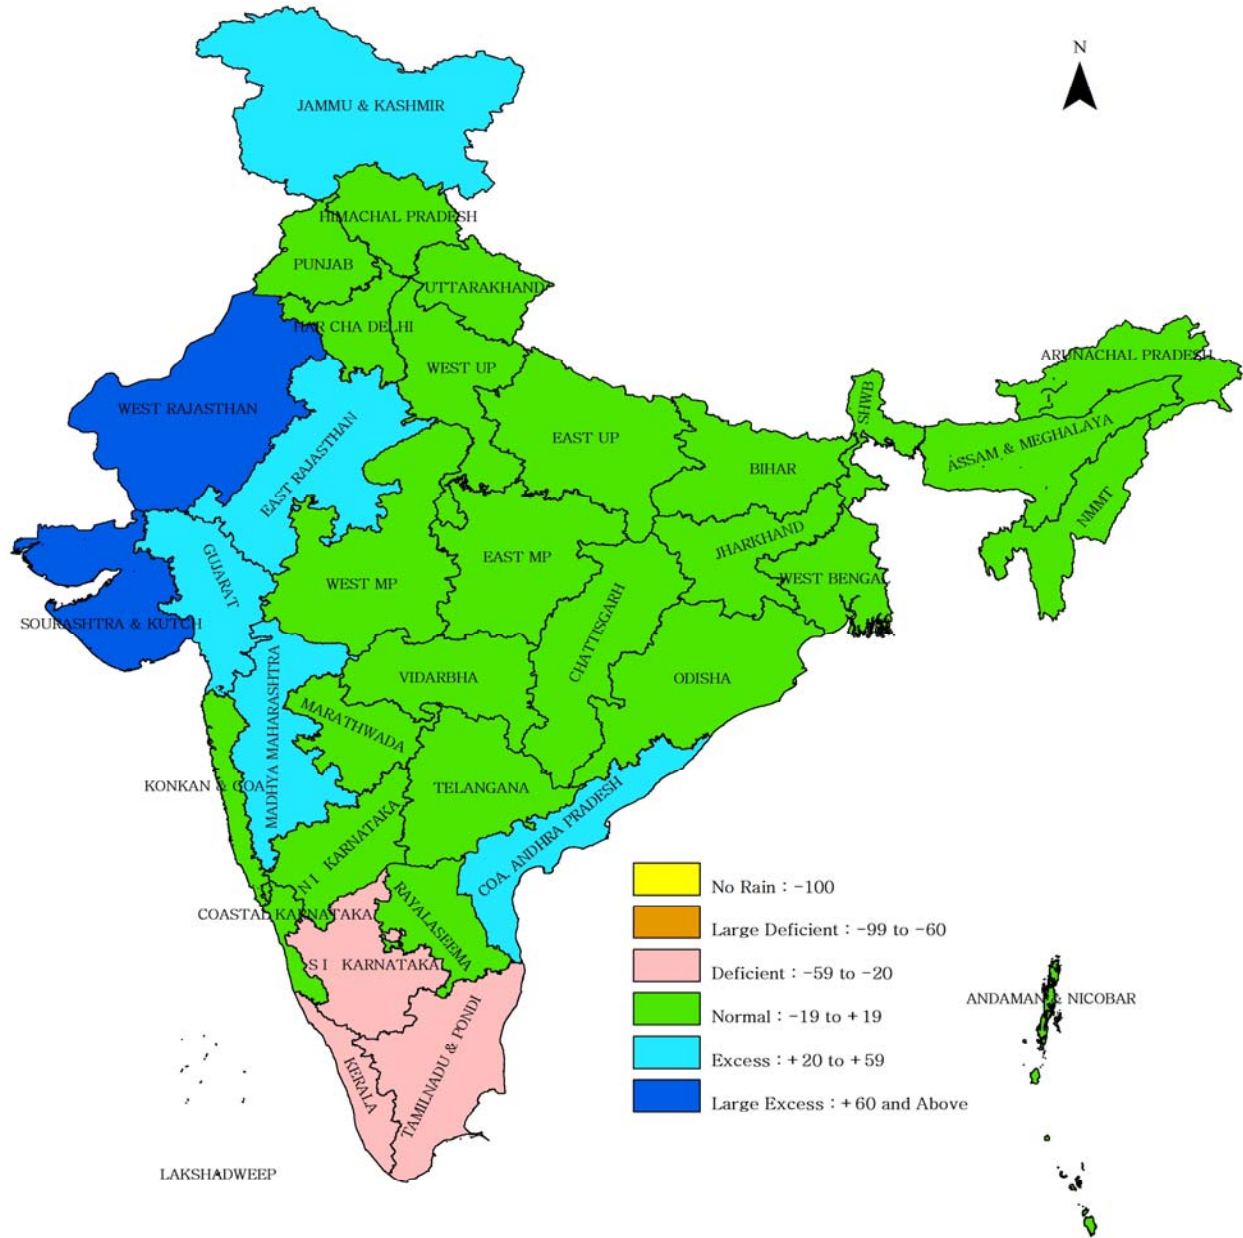 N
JAMMU & KASHMIR
HIMACHAL PRADESH
PUNJAB
UTTARAKHAND
HAR CHA DELHI
WEST UP
ARUNACHAL PRADESH
WEST RAJASTHAN
SHWB
EAST RAJASTHAN
EAST UP
ASSAM & MEGHALAYA
BIHAR
NMMT
JHARKHAND
GUJARAT
WEST MP
EAST MP
WEST BENGAL
SOURASHTRA & KUTCH
CHATTISGARH
VIDARBHA
ODISHA
MADHYA MAHARASHTRA
MARATHWADA
KONKAN & GOA
TELANGANA
COA. ANDHRA PRADESH
N I KARNATAKA
COASTAL KARNATAKA
RAYALASEEMA
S I KARNATAKA
ANDAMAN & NICOBAR
KERALA
TAMILNADU & PONDI
LAKSHADWEEP
No Rain : -100
Large Deficient : -99 to -60
Deficient : -59 to -20
Normal : -19 to +19
Excess : +20 to +59
Large Excess : +60 and Above